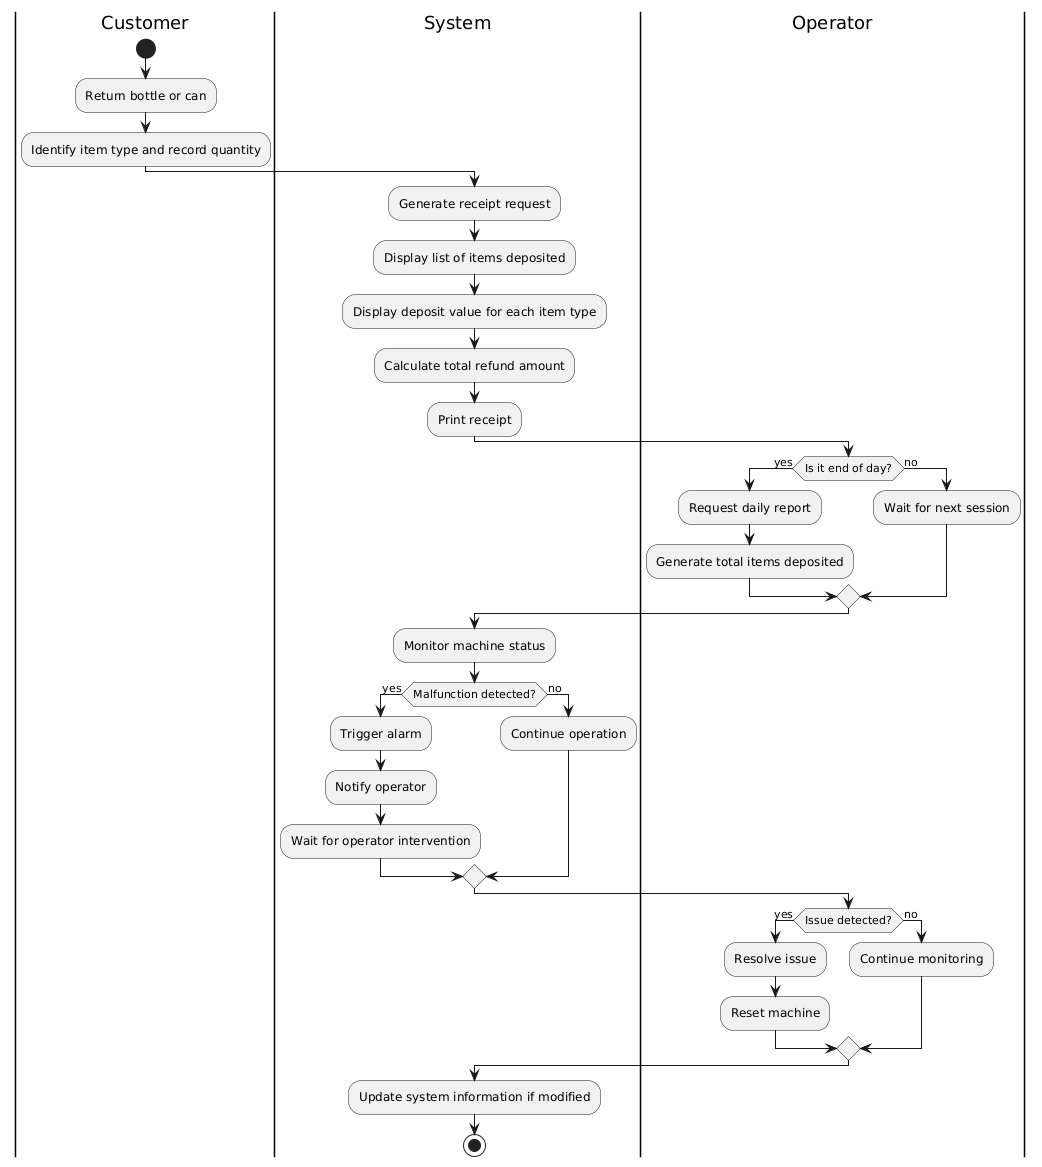 Customer
System
Operator
Return bottle or can
Identify item type and record quantity
Generate receipt request
Display list of items deposited
Display deposit value for each item type
Calculate total refund amount
Print receipt
yes
Is it end of day?
no
Request daily report
Wait for next session
Generate total items deposited
Monitor machine status
yes
Malfunction detected?
no
Trigger alarm
Continue operation
Notify operator
Wait for operator intervention
yes
Issue detected?
no
Resolve issue
Continue monitoring
Reset machine
Update system information if modified